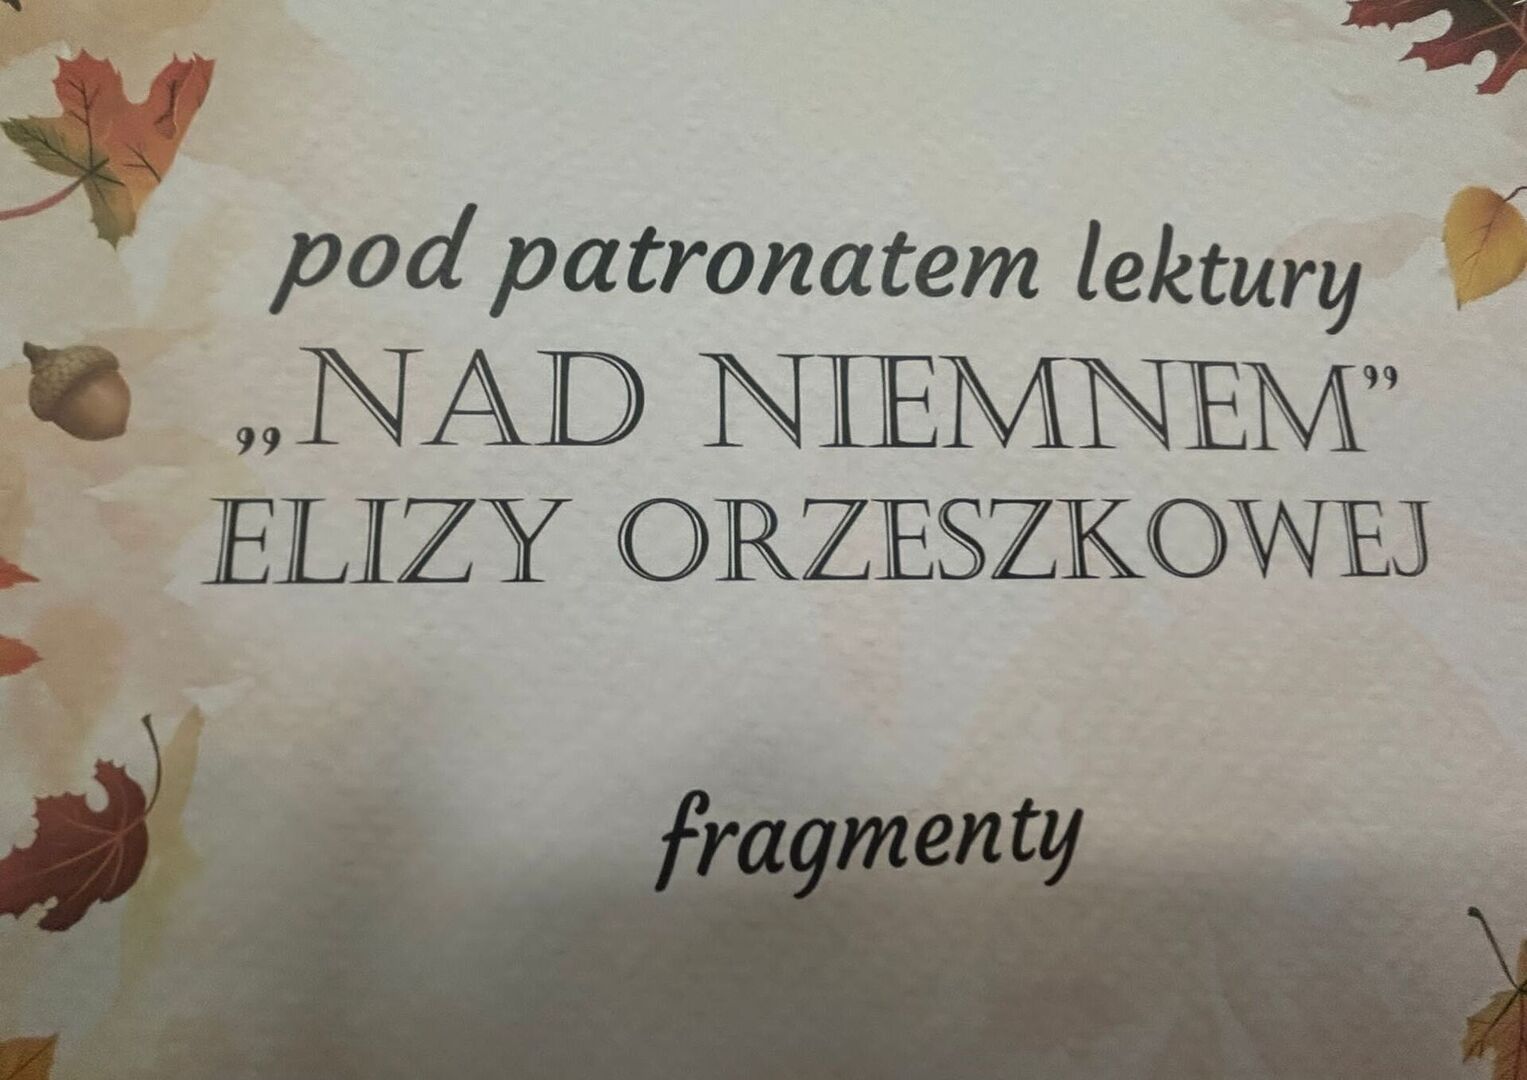 pod patronatem lektury
„NAD NIEMNEM”
ELIZY ORZESZKOWEJ
fragmenty